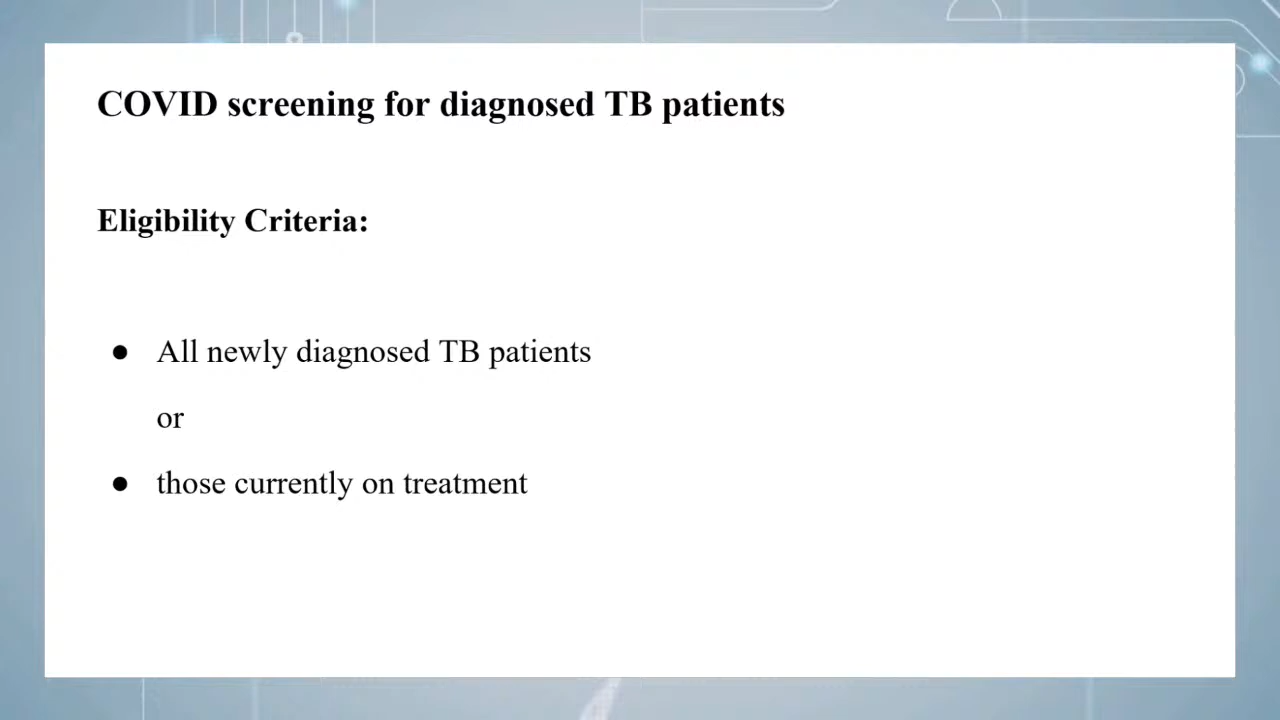 COVID screening for diagnosed TB patients
Eligibility Criteria:
● All newly diagnosed TB patients
or
● those currently on treatment